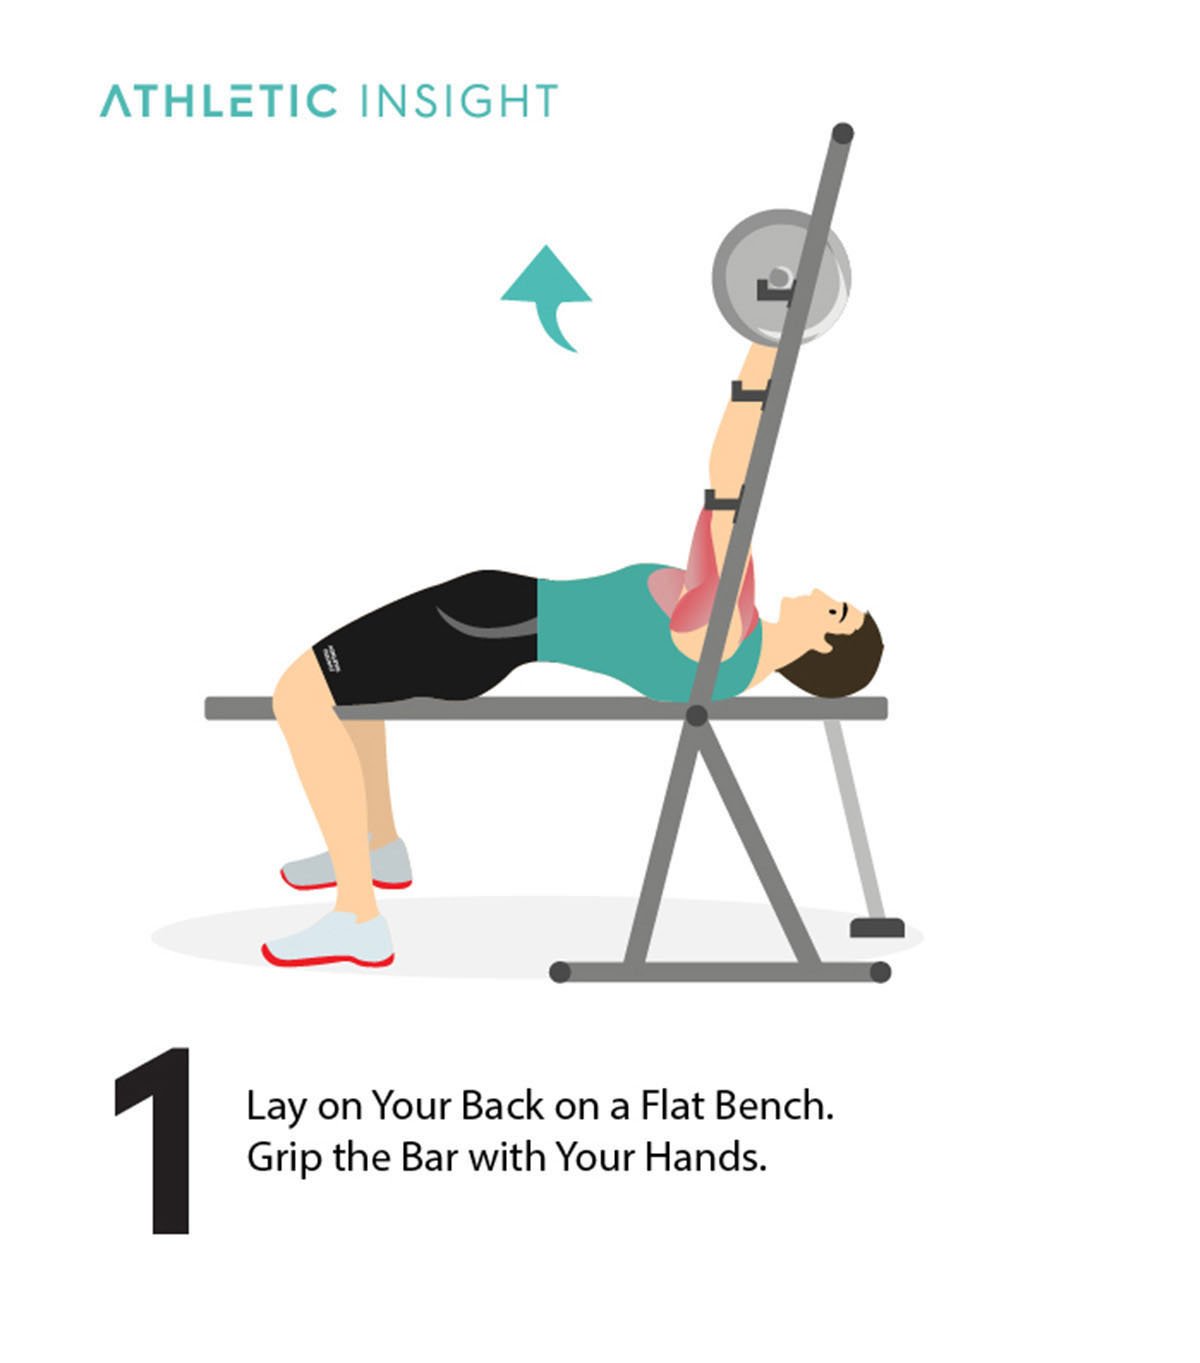 ATHLETIC INSIGHT
1
Lay on Your Back on a Flat Bench.
Grip the Bar with Your Hands.